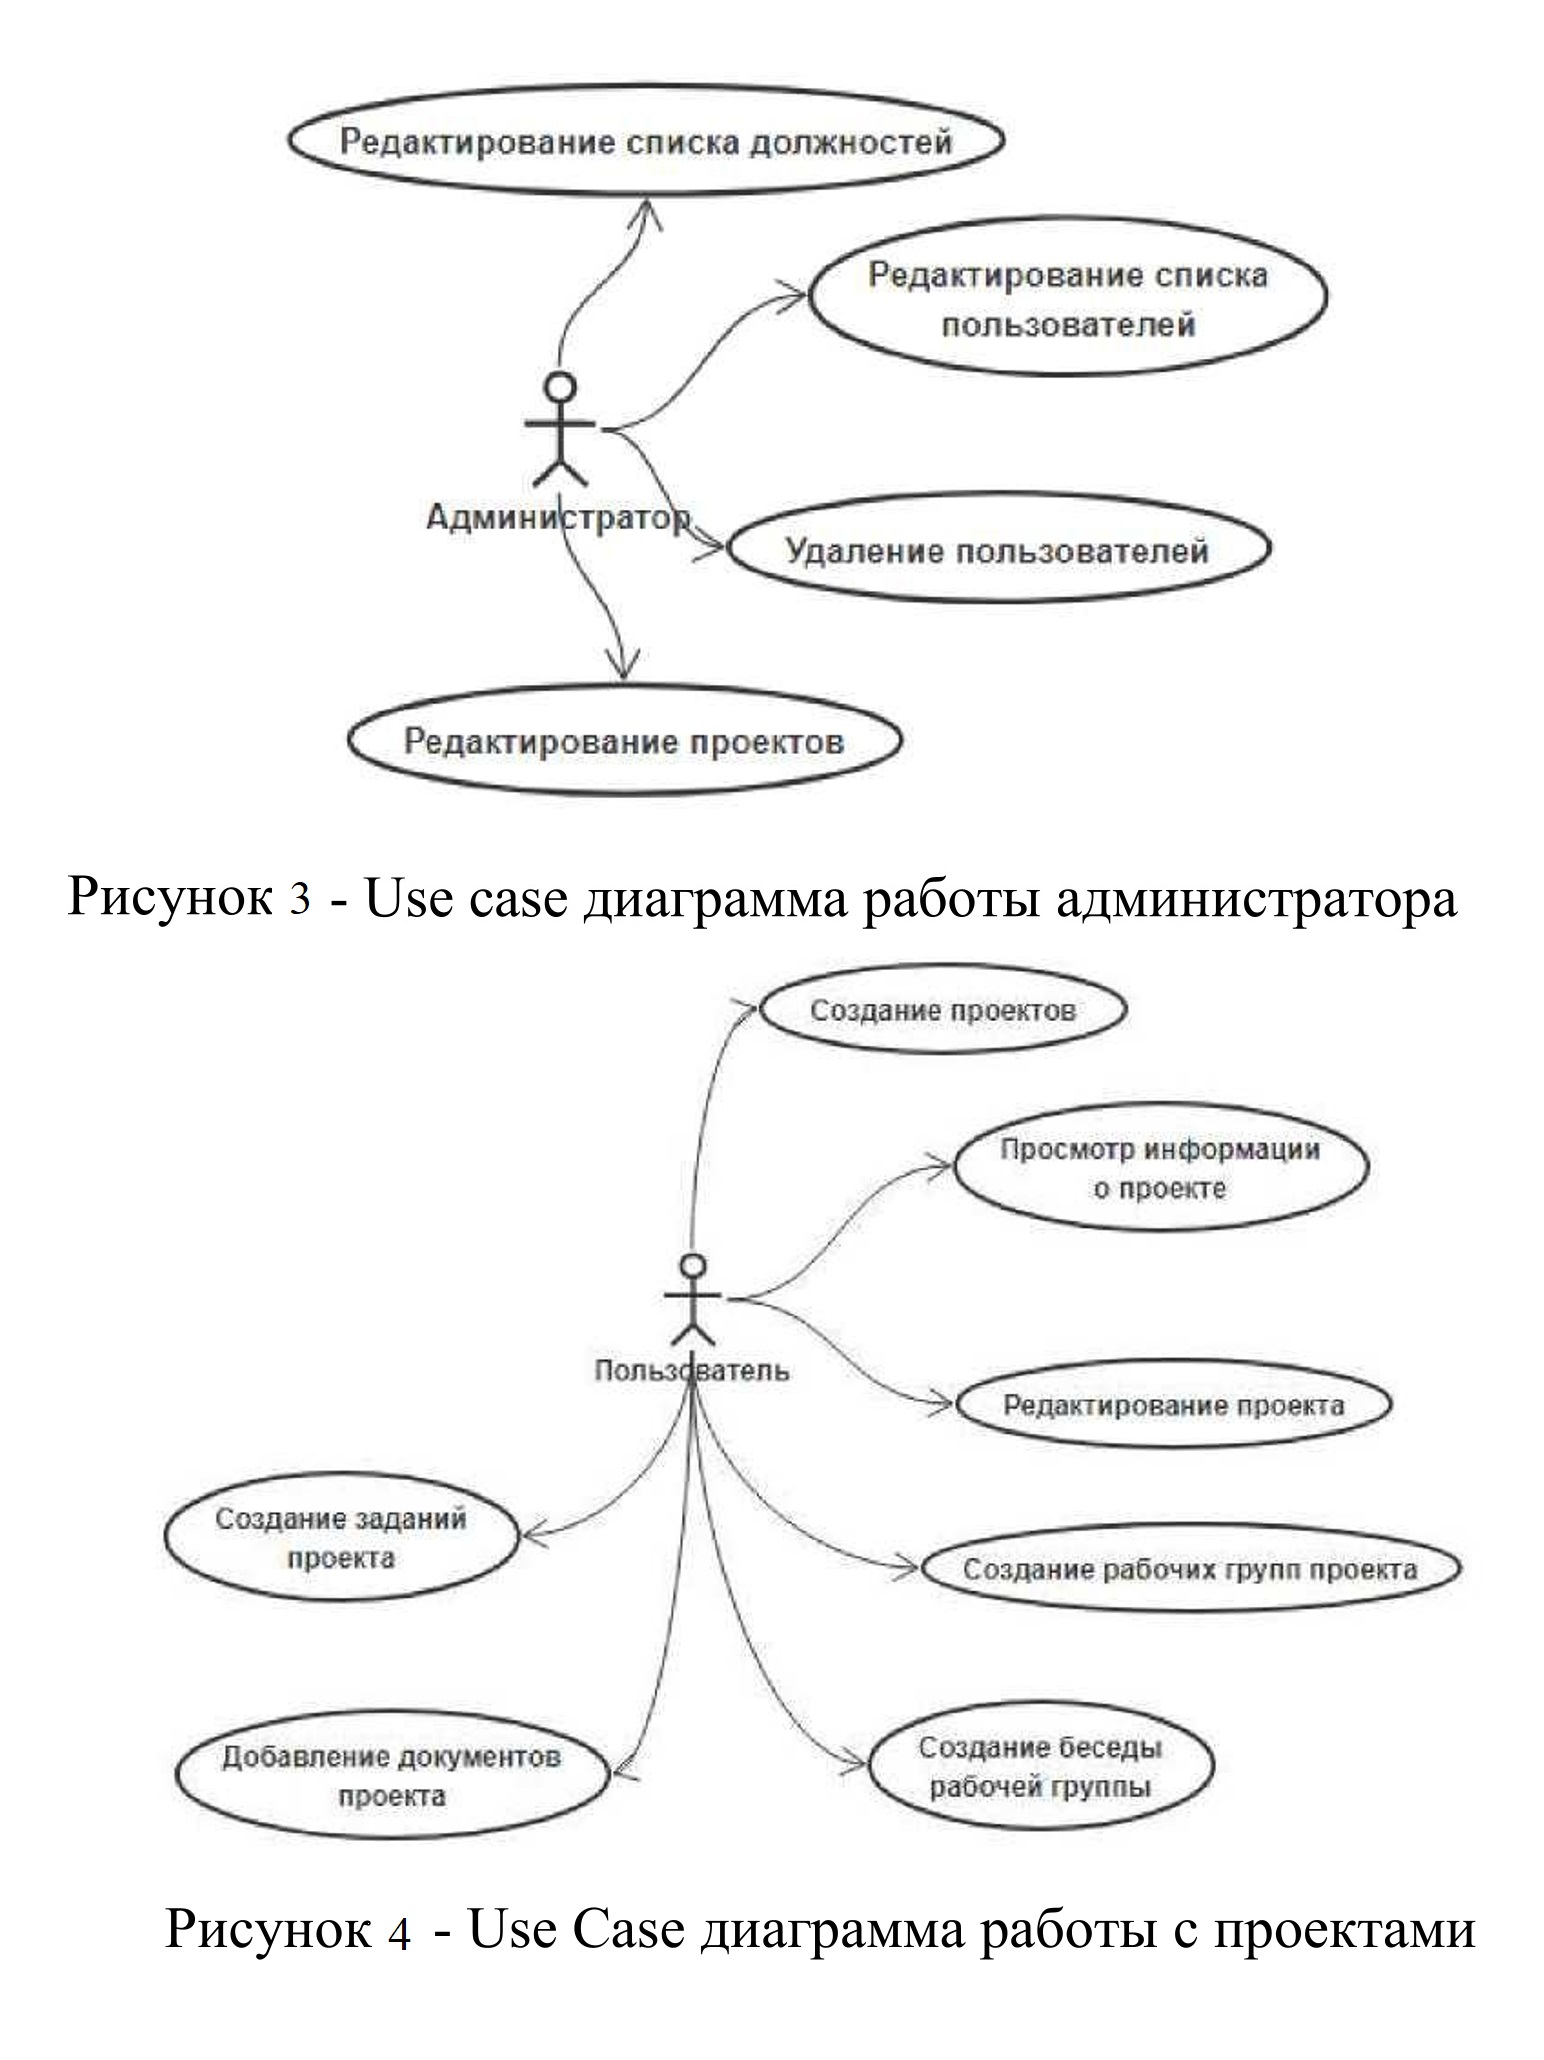 Редактирование списка должностей
Редактирование списка
пользователей
Администратор
Удаление пользователей
Редактирование проектов
Рисунок 3 - Use case диаграмма работы администратора
Создание проектов
Просмотр информации
о проекте
Пользователь
Редактирование проекта
Создание заданий
проекта
Создание рабочих групп проекта
Добавление документов
проекта
Создание беседы
рабочей группы
Рисунок 4 - Use Case диаграмма работы с проектами